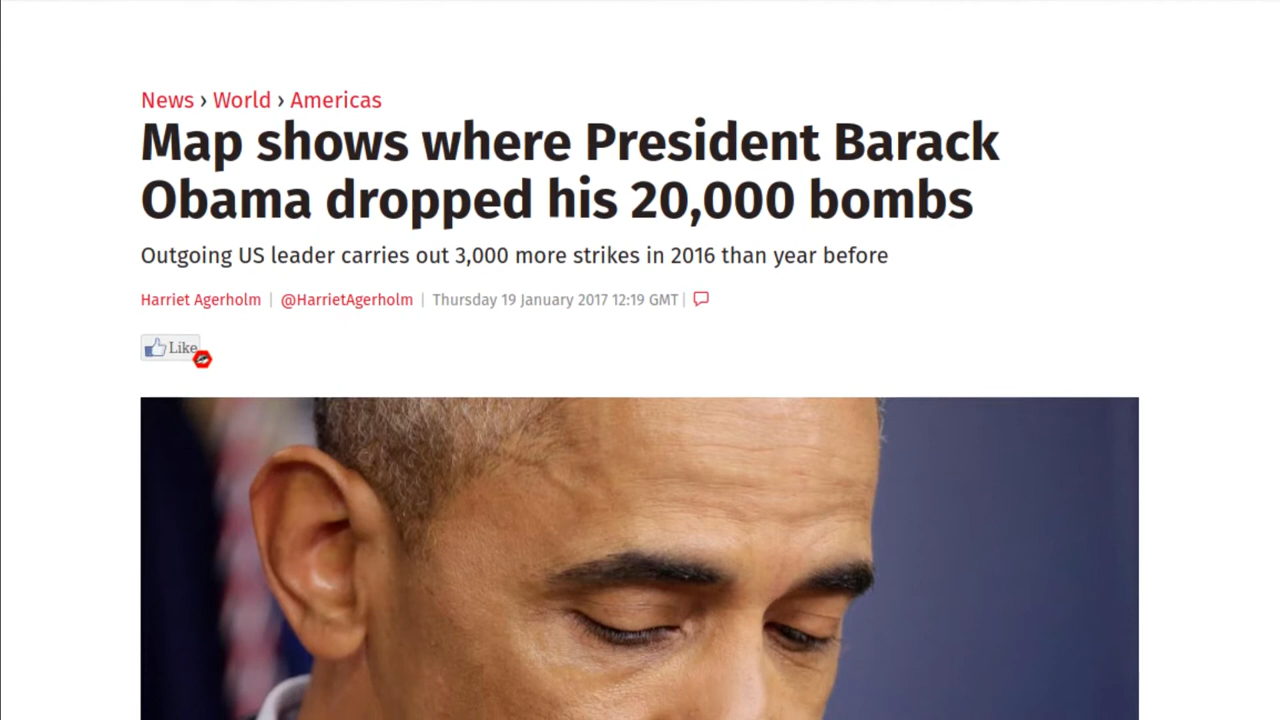 News › World › Americas
Map shows where President Barack
Obama dropped his 20,000 bombs
Outgoing US leader carries out 3,000 more strikes in 2016 than year before
Harriet Agerholm | @HarrietAgerholm | Thursday 19 January 2017 12:19 GMT |
Like